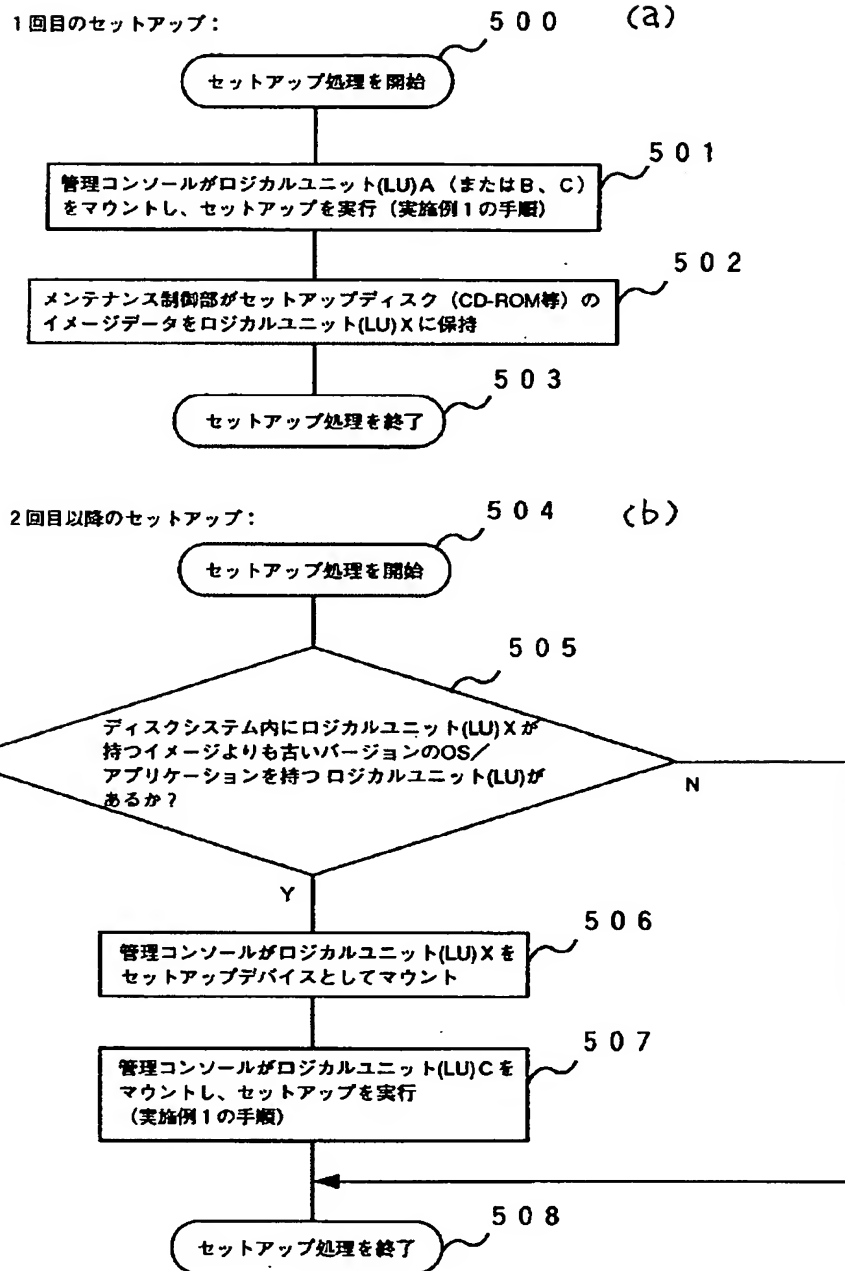 1回目のセットアップ：
500
(a)
セットアップ処理を開始
501
管理コンソールがロジカルユニット(LU)A（またはB、C）
をマウントし、セットアップを実行（実施例1の手順）
502
メンテナンス制御部がセットアップディスク（CD-ROM等）の
イメージデータをロジカルユニット(LU)Xに保持
503
セットアップ処理を終了
2回目以降のセットアップ：
504
(b)
セットアップ処理を開始
505
ディスクシステム内にロジカルユニット(LU)Xが
持つイメージよりも古いバージョンのOS／
アプリケーションを持つ ロジカルユニット(LU)が
あるか？
N
Y
506
管理コンソールがロジカルユニット(LU)Xを
セットアップデバイスとしてマウント
507
管理コンソールがロジカルユニット(LU)Cを
マウントし、セットアップを実行
（実施例1の手順）
508
セットアップ処理を終了